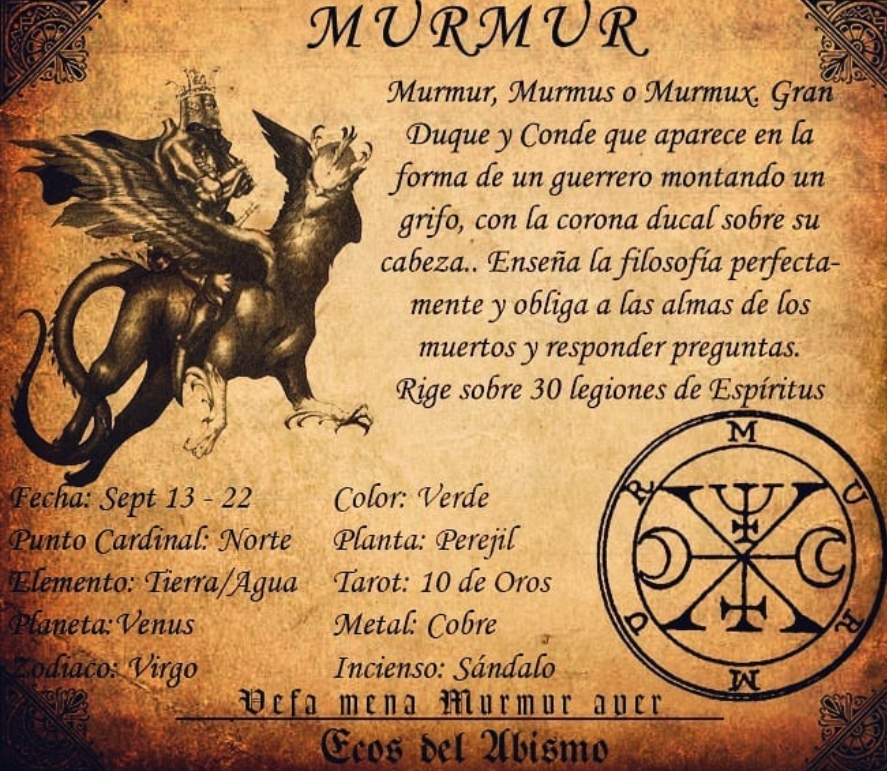 MURMUR
Murmur, Murmus o Murmux. Gran
Duque y Conde que aparece en la
forma de un guerrero montando un
grifo, con la corona ducal sobre su
cabeza.. Enseña la filosofía perfecta-
mente y obliga a las almas de los
muertos y responder preguntas.
Rige sobre 30 legiones de Espíritus
Fecha: Sept 13 - 22
Punto Cardinal: Norte
Elemento: Tierra/Agua
Planeta:Venus
Zodiaco: Virgo
Color: Verde
Planta: Perejil
Tarot: 10 de Oros
Metal: Cobre
Incienso: Sándalo
M U R M U R
Vefa mena Murmur ayer
Ecos del Abismo